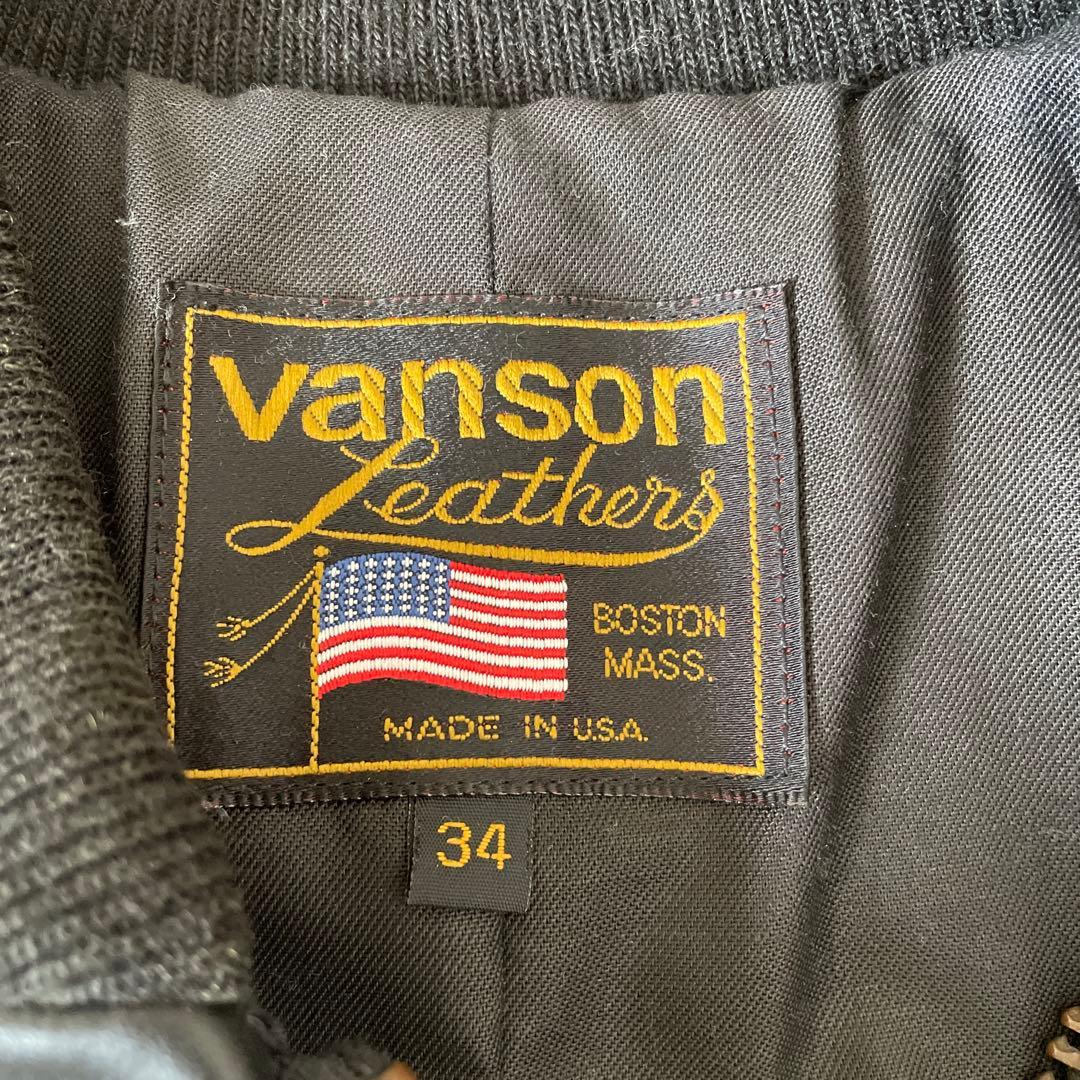 vanson
Leathers
BOSTON
MASS.
MADE IN U.S.A.
34